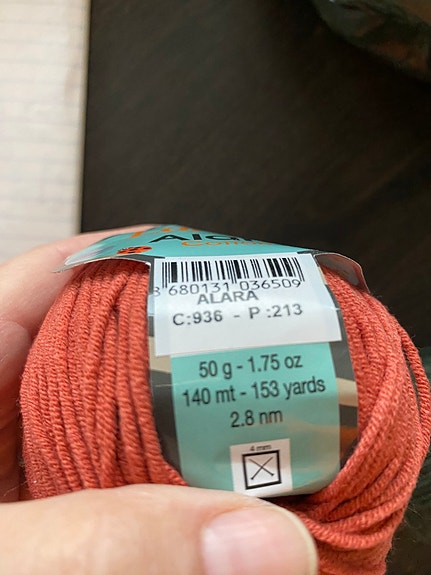 8 680131 036509
ALARA
C:936 - P :213
50 g - 1.75 oz
140 mt - 153 yards
2.8 nm
4 mm